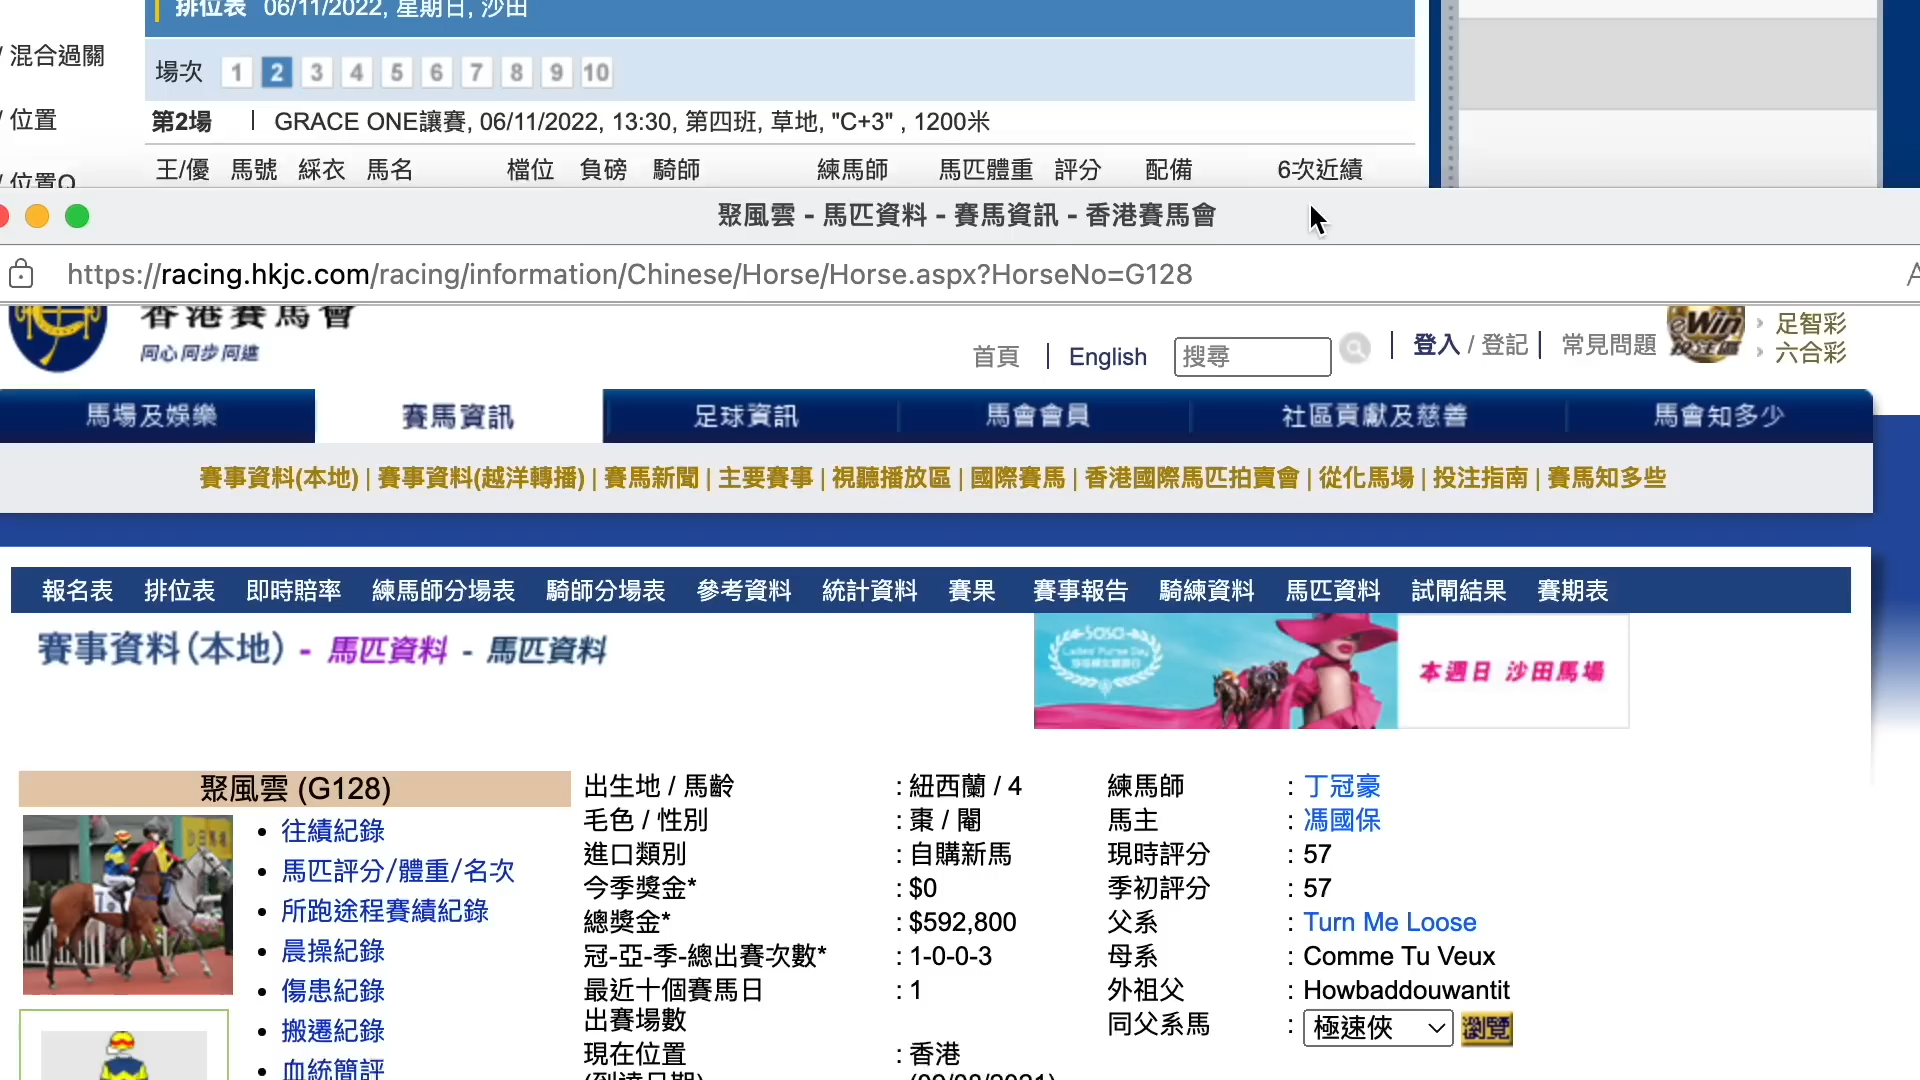 排位表 06/11/2022, 星期日, 沙田
/ 混合過關
場次 1 2 3 4 5 6 7 8 9 10
/ 位置
第2場 | GRACE ONE讓賽, 06/11/2022, 13:30, 第四班, 草地, "C+3" , 1200米
/ 位置Q
王/優 馬號 綵衣 馬名 檔位 負磅 騎師 練馬師 馬匹體重 評分 配備 6次近績
聚風雲 - 馬匹資料 - 賽馬資訊 - 香港賽馬會
https://racing.hkjc.com/racing/information/Chinese/Horse/Horse.aspx?HorseNo=G128
香港賽馬會
同心同步同進
首頁 | English 搜尋 | 登入 / 登記 | 常見問題 eWin 投注區 足智彩
六合彩
馬場及娛樂 賽馬資訊 足球資訊 馬會會員 社區貢獻及慈善 馬會知多少
賽事資料(本地) | 賽事資料(越洋轉播) | 賽馬新聞 | 主要賽事 | 視聽播放區 | 國際賽馬 | 香港國際馬匹拍賣會 | 從化馬場 | 投注指南 | 賽馬知多些
報名表 排位表 即時賠率 練馬師分場表 騎師分場表 參考資料 統計資料 賽果 賽事報告 騎練資料 馬匹資料 試閘結果 賽期表
賽事資料(本地) - 馬匹資料 - 馬匹資料
Sasa
Ladies' Purse Day
本週日 沙田馬場
聚風雲 (G128)
沙田馬場
往績紀錄
馬匹評分/體重/名次
所跑途程賽績紀錄
晨操紀錄
傷患紀錄
搬遷紀錄
血統簡評
出生地 / 馬齡 : 紐西蘭 / 4
毛色 / 性別 : 棗 / 閹
進口類別 : 自購新馬
今季獎金* : $0
總獎金* : $592,800
冠-亞-季-總出賽次數* : 1-0-0-3
最近十個賽馬日 : 1
出賽場數
現在位置 : 香港
(到達日期) (09/08/2021)
練馬師 : 丁冠豪
馬主 : 馮國保
現時評分 : 57
季初評分 : 57
父系 : Turn Me Loose
母系 : Comme Tu Veux
外祖父 : Howbaddouwantit
同父系馬 : 極速俠 瀏覽